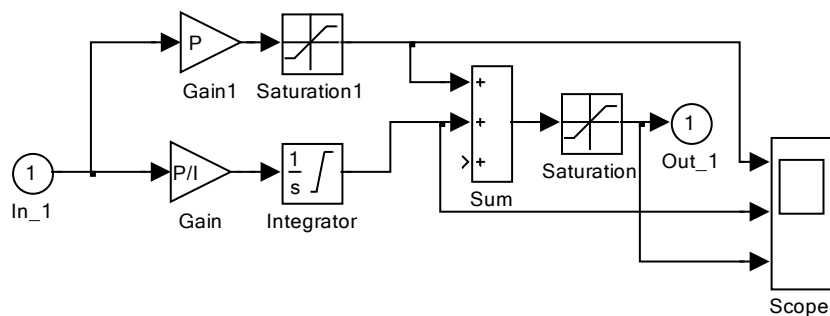 P
Gain1
Saturation1
+
+
+
Sum
Saturation
1
Out_1
1
In_1
P/I
Gain
1
s
Integrator
Scope